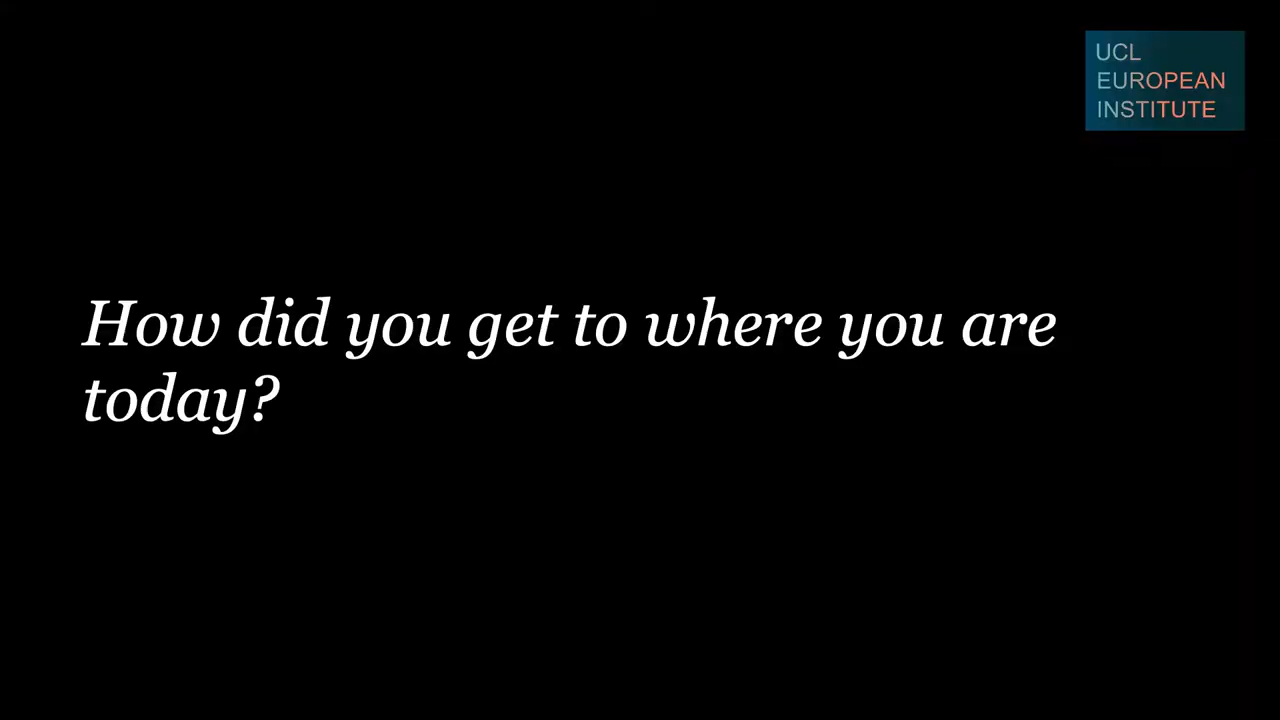 UCL
EUROPEAN
INSTITUTE
How did you get to where you are
today?